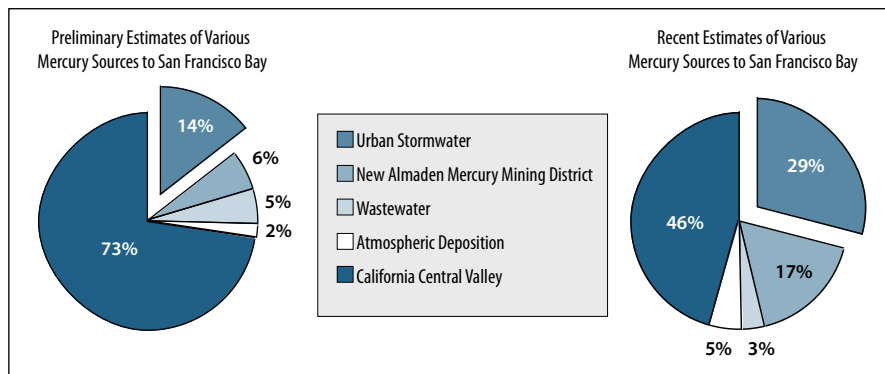 Preliminary Estimates of Various
Mercury Sources to San Francisco Bay
14%
6%
5%
2%
73%
Urban Stormwater
New Almaden Mercury Mining District
Wastewater
Atmospheric Deposition
California Central Valley
Recent Estimates of Various
Mercury Sources to San Francisco Bay
29%
46%
17%
5%
3%